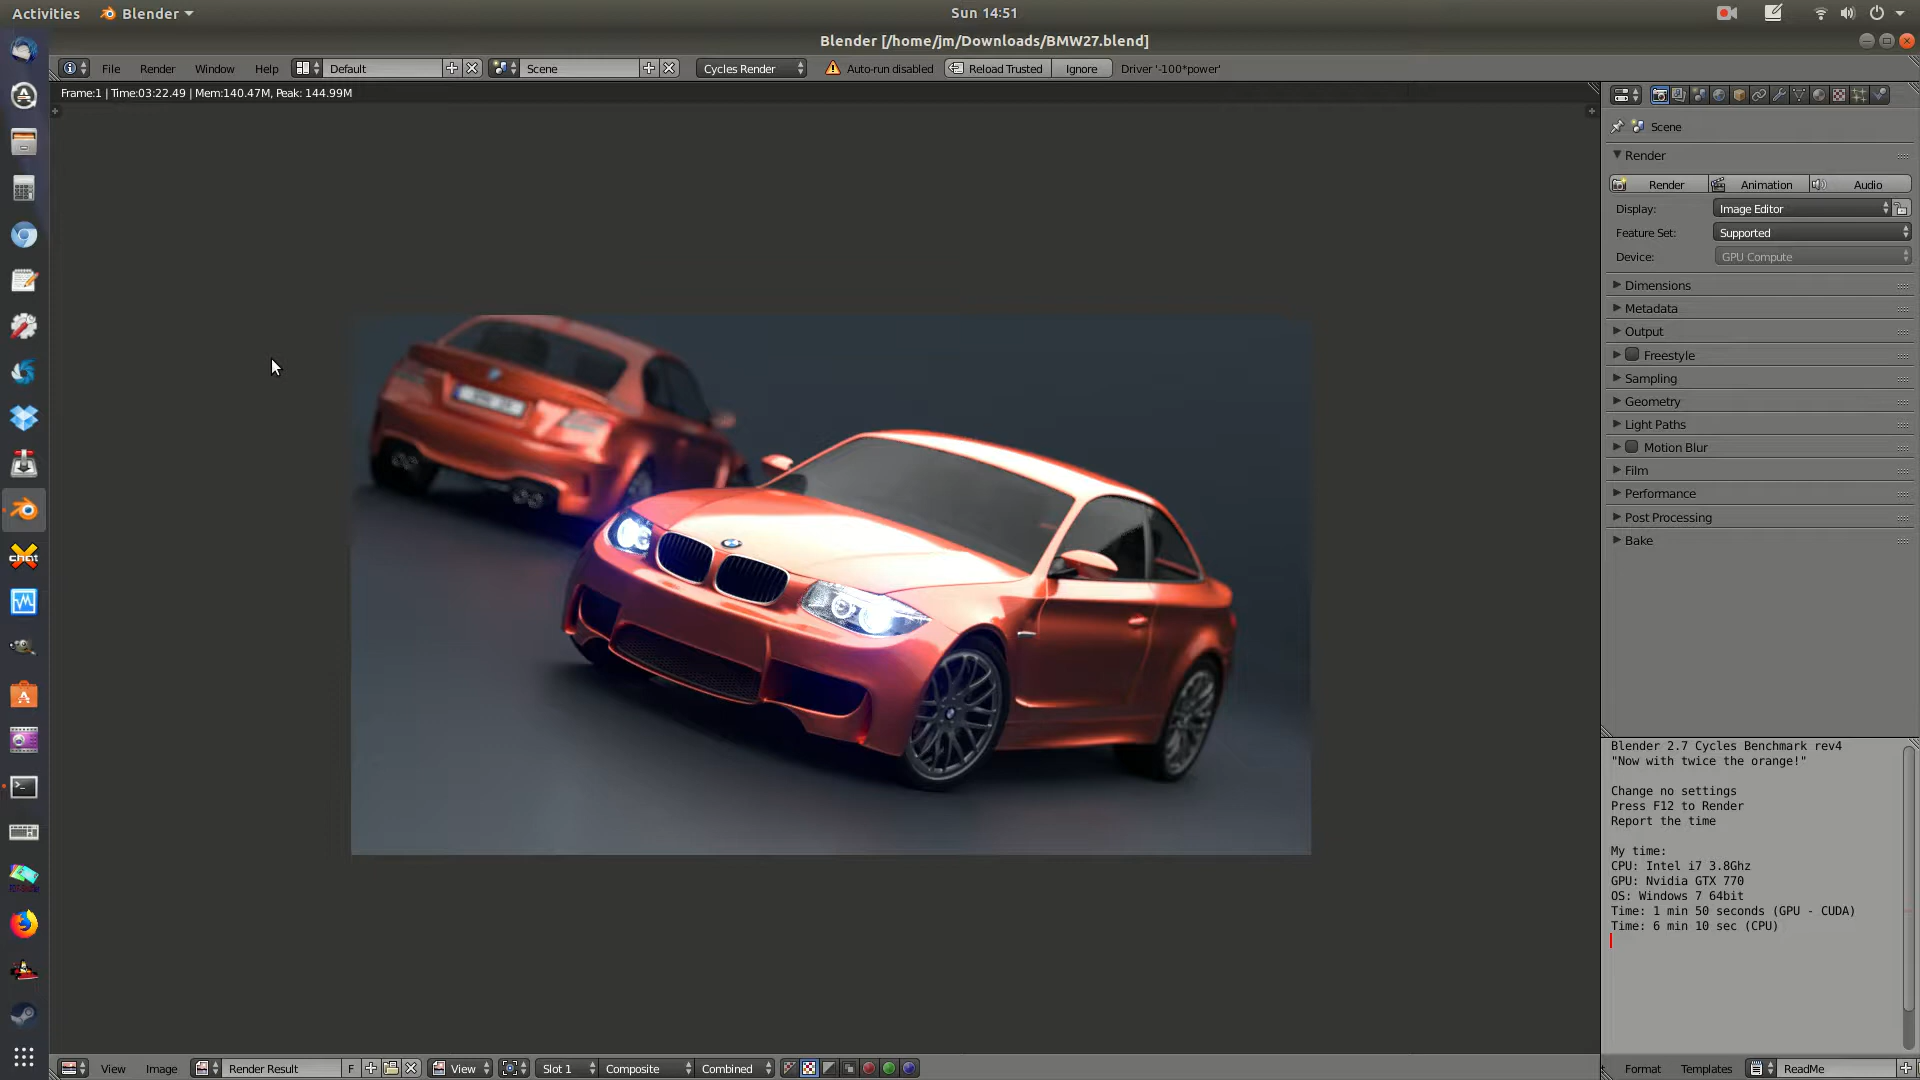 Activities
Blender
Sun 14:51
Blender [/home/jm/Downloads/BMW27.blend]
File
Render
Window
Help
Default
Scene
Cycles Render
Auto-run disabled
Reload Trusted
Ignore
Driver '-100*power'
Frame:1 | Time:03:22.49 | Mem:140.47M, Peak: 144.99M
Scene
Render
Render
Animation
Audio
Display:
Image Editor
Feature Set:
Supported
Device:
GPU Compute
Dimensions
Metadata
Output
Freestyle
Sampling
Geometry
Light Paths
Motion Blur
Film
Performance
Post Processing
Bake
chat
Blender 2.7 Cycles Benchmark rev4
"Now with twice the orange!"
Change no settings
Press F12 to Render
Report the time
My time:
CPU: Intel i7 3.8Ghz
GPU: Nvidia GTX 770
OS: Windows 7 64bit
Time: 1 min 50 seconds (GPU - CUDA)
Time: 6 min 10 sec (CPU)
View
Image
Render Result
F
View
Slot 1
Composite
Combined
Format
Templates
ReadMe